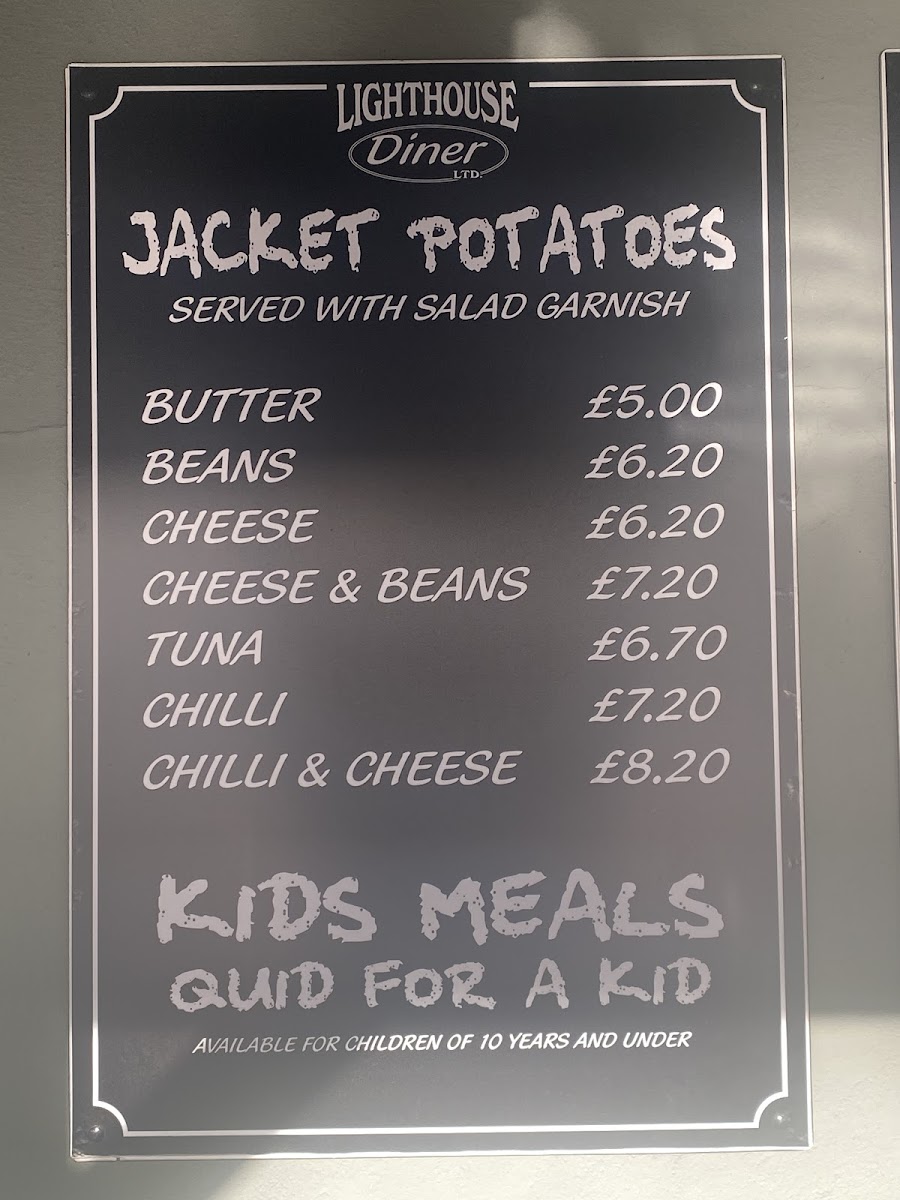 LIGHTHOUSE
Diner
LTD.
JACKET POTATOES
SERVED WITH SALAD GARNISH
BUTTER £5.00
BEANS £6.20
CHEESE £6.20
CHEESE & BEANS £7.20
TUNA £6.70
CHILLI £7.20
CHILLI & CHEESE £8.20
KIDS MEALS
QUID FOR A KID
AVAILABLE FOR CHILDREN OF 10 YEARS AND UNDER